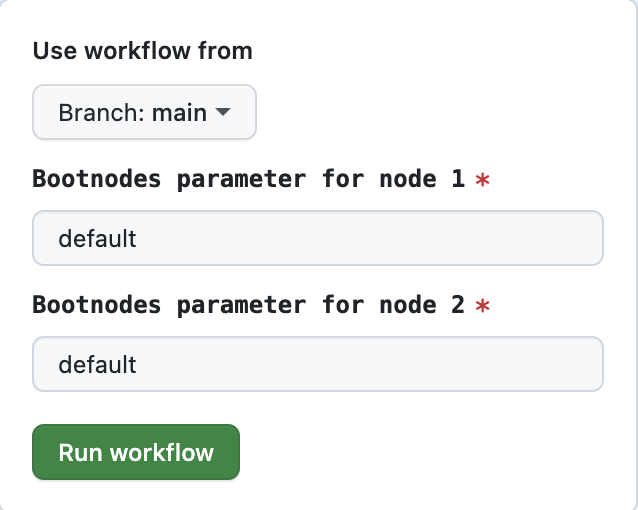 Use workflow from
Branch: main
Bootnodes parameter for node 1 *
default
Bootnodes parameter for node 2 *
default
Run workflow